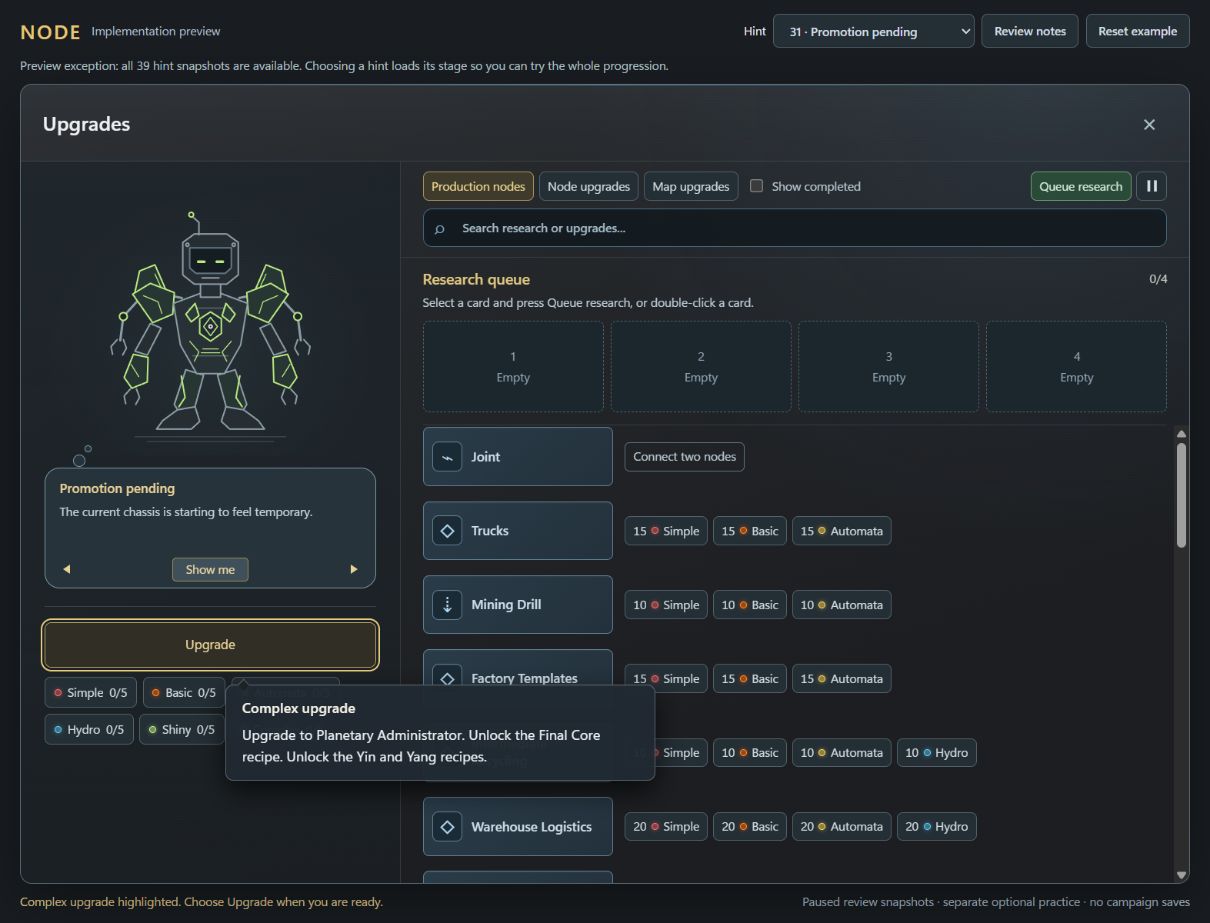 NODE Implementation preview
Hint 31 · Promotion pending Review notes Reset example
Preview exception: all 39 hint snapshots are available. Choosing a hint loads its stage so you can try the whole progression.
Upgrades
Production nodes Node upgrades Map upgrades Show completed Queue research
Search research or upgrades...
Research queue 0/4
Select a card and press Queue research, or double-click a card.
1 2 3 4
Empty Empty Empty Empty
Joint Connect two nodes
Trucks 15 Simple 15 Basic 15 Automata
Mining Drill 10 Simple 10 Basic 10 Automata
Factory Templates 15 Simple 15 Basic 15 Automata
10 Simple 10 Basic 10 Automata 10 Hydro
Warehouse Logistics 20 Simple 20 Basic 20 Automata 20 Hydro
Promotion pending
The current chassis is starting to feel temporary.
Show me
Upgrade
Simple 0/5 Basic 0/5 Automata 0/5
Hydro 0/5 Shiny 0/5
Complex upgrade
Upgrade to Planetary Administrator. Unlock the Final Core
recipe. Unlock the Yin and Yang recipes.
Complex upgrade highlighted. Choose Upgrade when you are ready.
Paused review snapshots · separate optional practice · no campaign saves